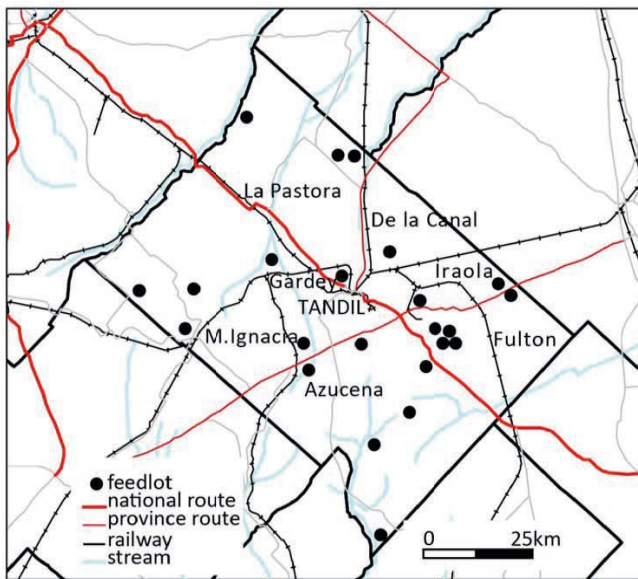 La Pastora
De la Canal
Gardey
Iraola
TANDIL
M.Ignacia
Fulton
Azucena
feedlot
national route
province route
railway
stream
0 25km